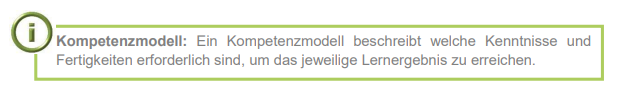 Kompetenzmodell: Ein Kompetenzmodell beschreibt welche Kenntnisse und
Fertigkeiten erforderlich sind, um das jeweilige Lernergebnis zu erreichen.